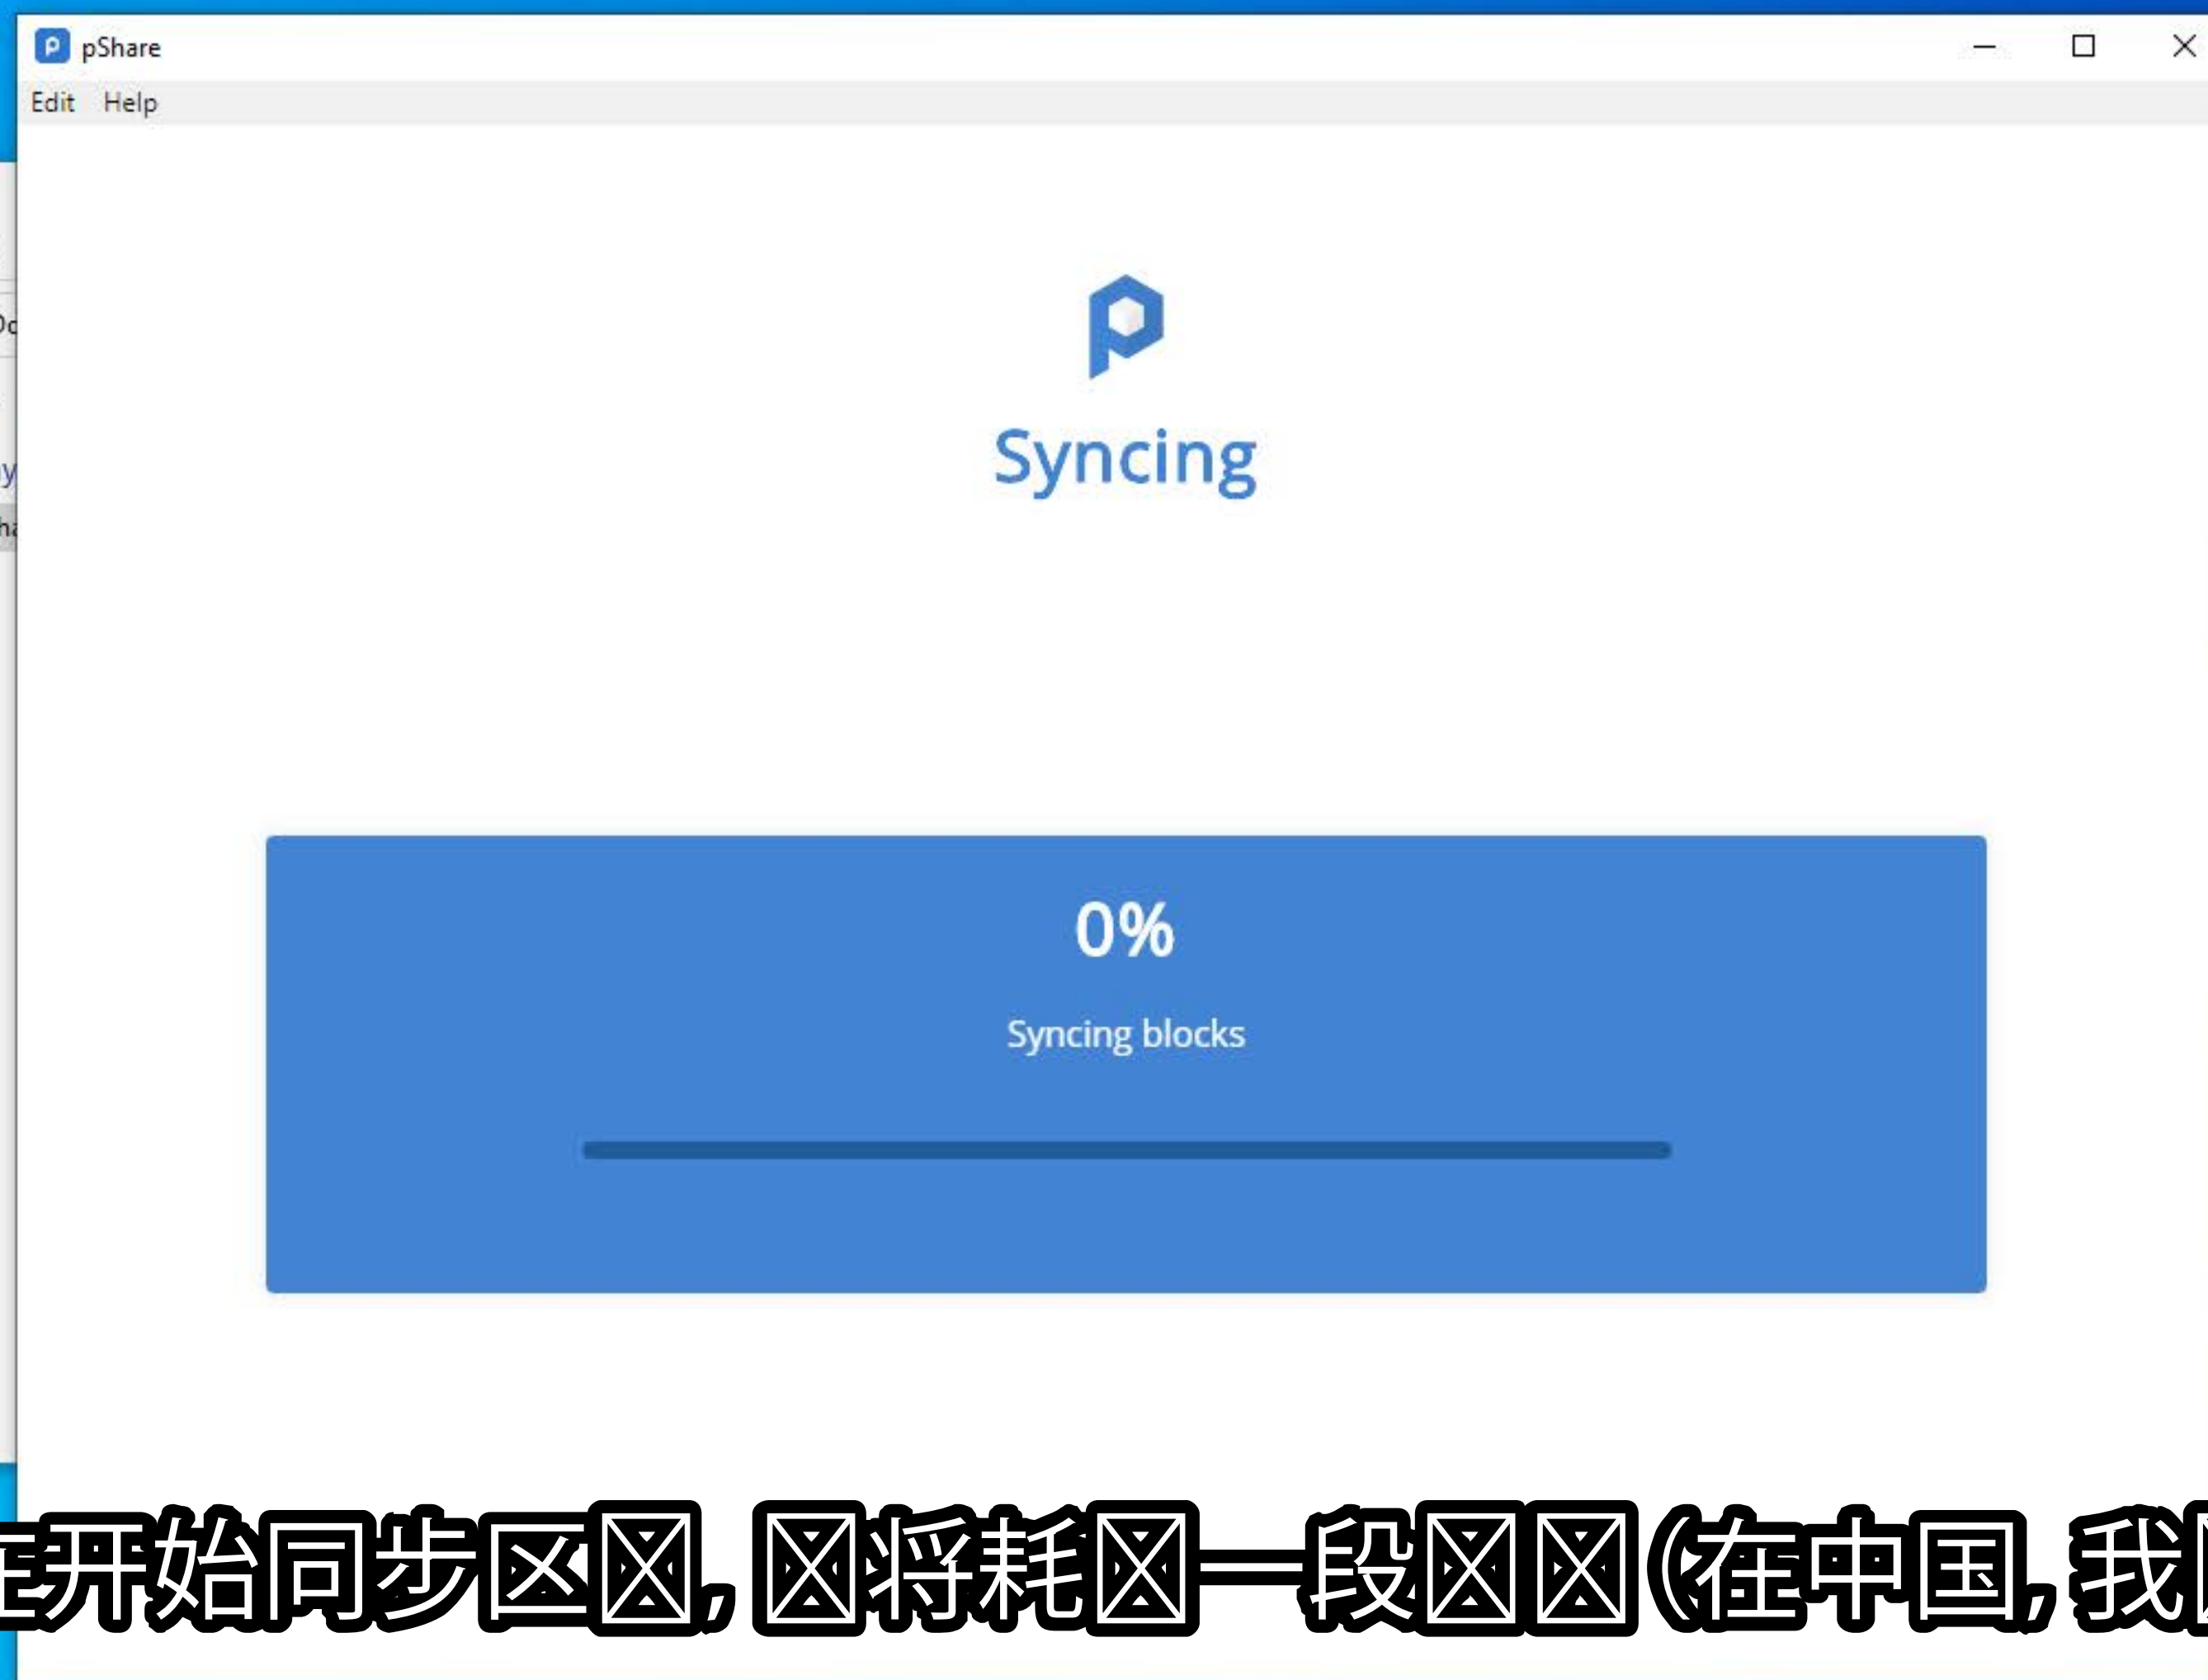 pShare
Edit Help
Syncing
0%
Syncing blocks
开始同步区, 将耗一段(在中国, 我